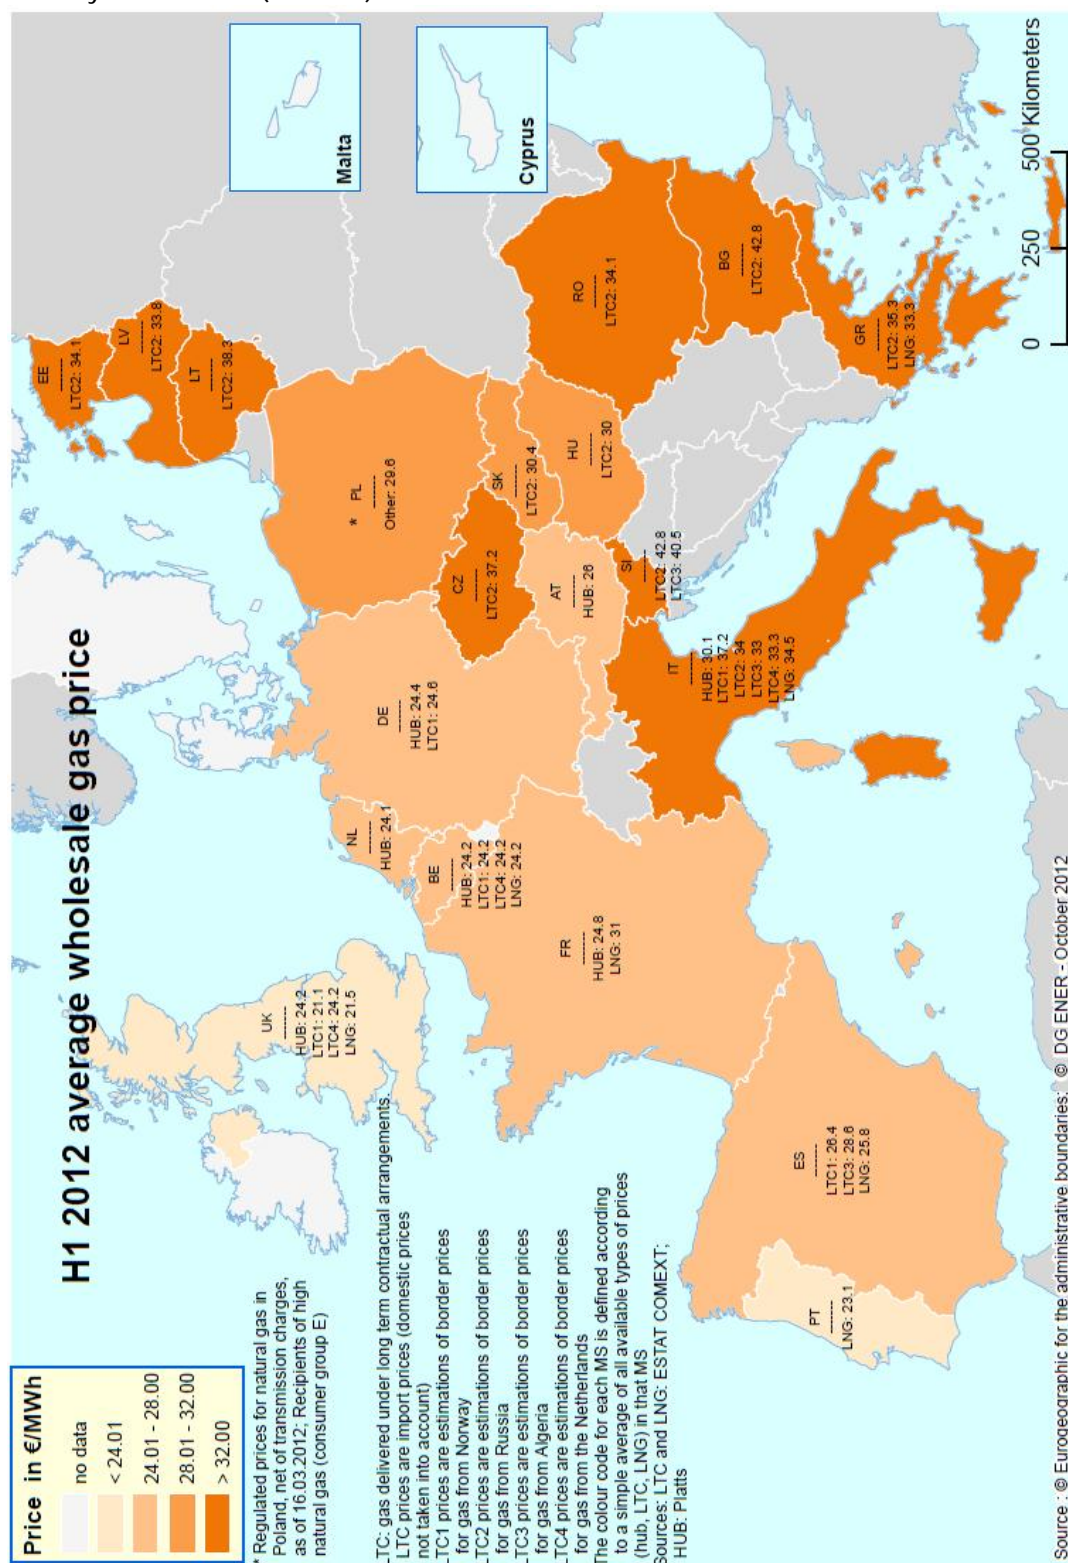 H1 2012 average wholesale gas price
Price in €/MWh
no data
< 24.01
24.01 - 28.00
28.01 - 32.00
> 32.00
* Regulated prices for natural gas in
Poland, net of transmission charges,
as of 16.03.2012; Recipients of high
natural gas (consumer group E)
LTC: gas delivered under long term contractual arrangements.
LTC prices are import prices (domestic prices
not taken into account)
LTC1 prices are estimations of border prices
for gas from Norway
LTC2 prices are estimations of border prices
for gas from Russia
LTC3 prices are estimations of border prices
for gas from Algeria
LTC4 prices are estimations of border prices
for gas from the Netherlands
The colour code for each MS is defined according
to a simple average of all available types of prices
(hub, LTC, LNG) in that MS
Sources: LTC and LNG: ESTAT COMEXT;
HUB: Platts
UK
HUB: 24.2
LTC1: 21.1
LTC4: 24.2
LNG: 21.5
NL
HUB: 24.1
BE
HUB: 24.2
LTC1: 24.2
LTC4: 24.2
LNG: 24.2
DE
HUB: 24.4
LTC1: 24.6
FR
HUB: 24.8
LNG: 31
ES
LTC1: 26.4
LTC3: 28.6
LNG: 25.8
PT
LNG: 23.1
EE
LTC2: 34.1
LV
LTC2: 33.8
LT
LTC2: 38.3
* PL
Other: 29.6
CZ
LTC2: 37.2
SK
LTC2: 30.4
AT
HUB: 26
HU
LTC2: 30
SI
LTC2: 42.8
LTC3: 40.5
IT
HUB: 30.1
LTC1: 37.2
LTC2: 34
LTC3: 33
LTC4: 33.3
LNG: 34.5
RO
LTC2: 34.1
BG
LTC2: 42.8
GR
LTC2: 35.3
LNG: 33.3
Malta
Cyprus
0 250 500 Kilometers
Source : © Eurogeographic for the administrative boundaries; © DG ENER - October 2012